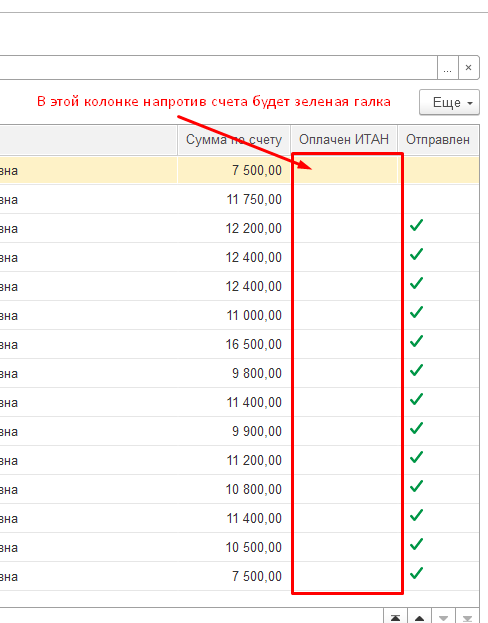 ... ×
В этой колонке напротив счета будет зеленая галка
Еще
Сумма по счету Оплачен ИТАН Отправлен
вна 7 500,00
вна 11 750,00
вна 12 200,00
вна 12 400,00
вна 12 400,00
вна 11 000,00
вна 16 500,00
вна 9 800,00
вна 11 400,00
вна 9 900,00
вна 11 200,00
вна 10 800,00
вна 11 400,00
вна 10 500,00
вна 7 500,00